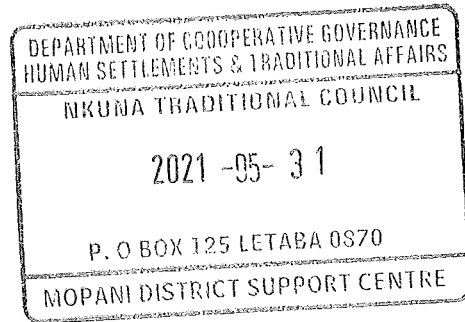 DEPARTMENT OF COOOPERATIVE GOVERNANCE
HUMAN SETTLEMENTS & TRADITIONAL AFFAIRS
NKUNA TRADITIONAL COUNCIL
2021 -05- 31
P. O BOX 125 LETABA 0870
MOPANI DISTRICT SUPPORT CENTRE